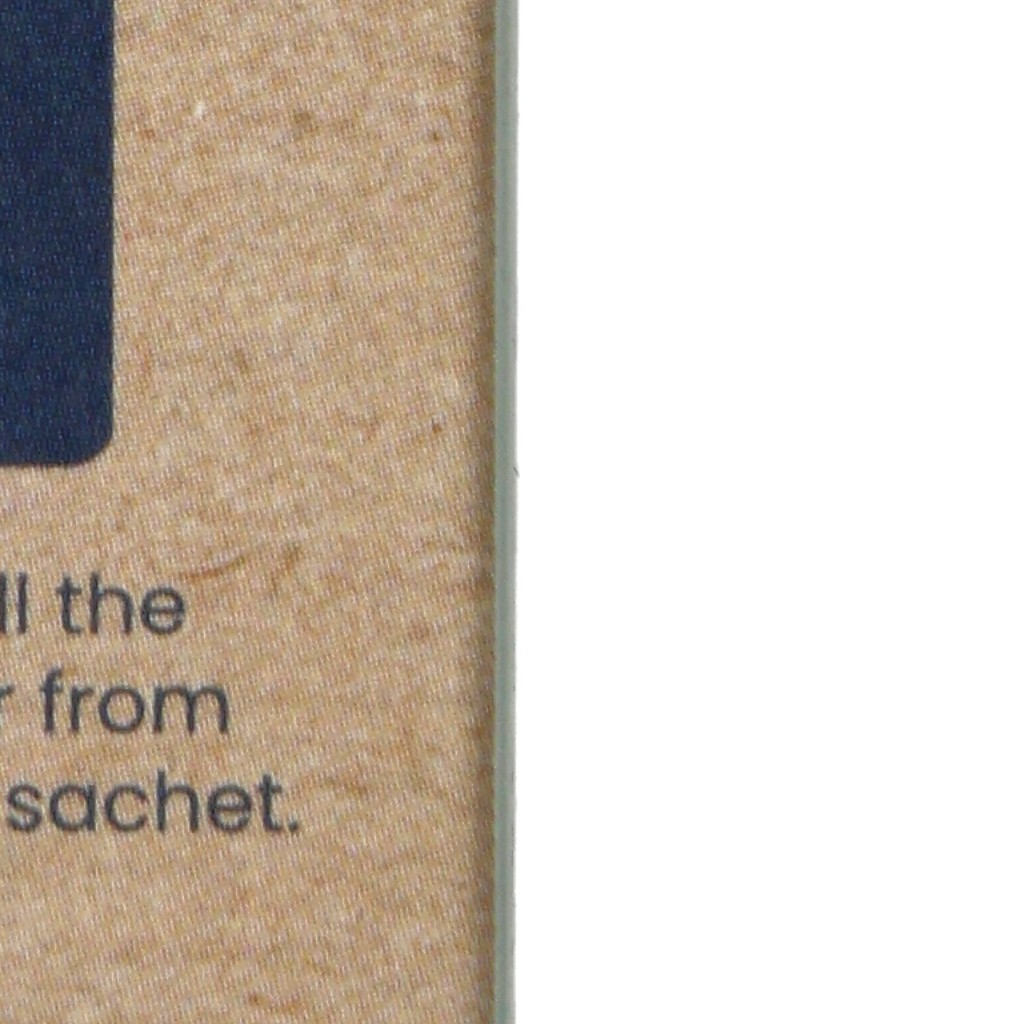 ll the
r from
sachet.